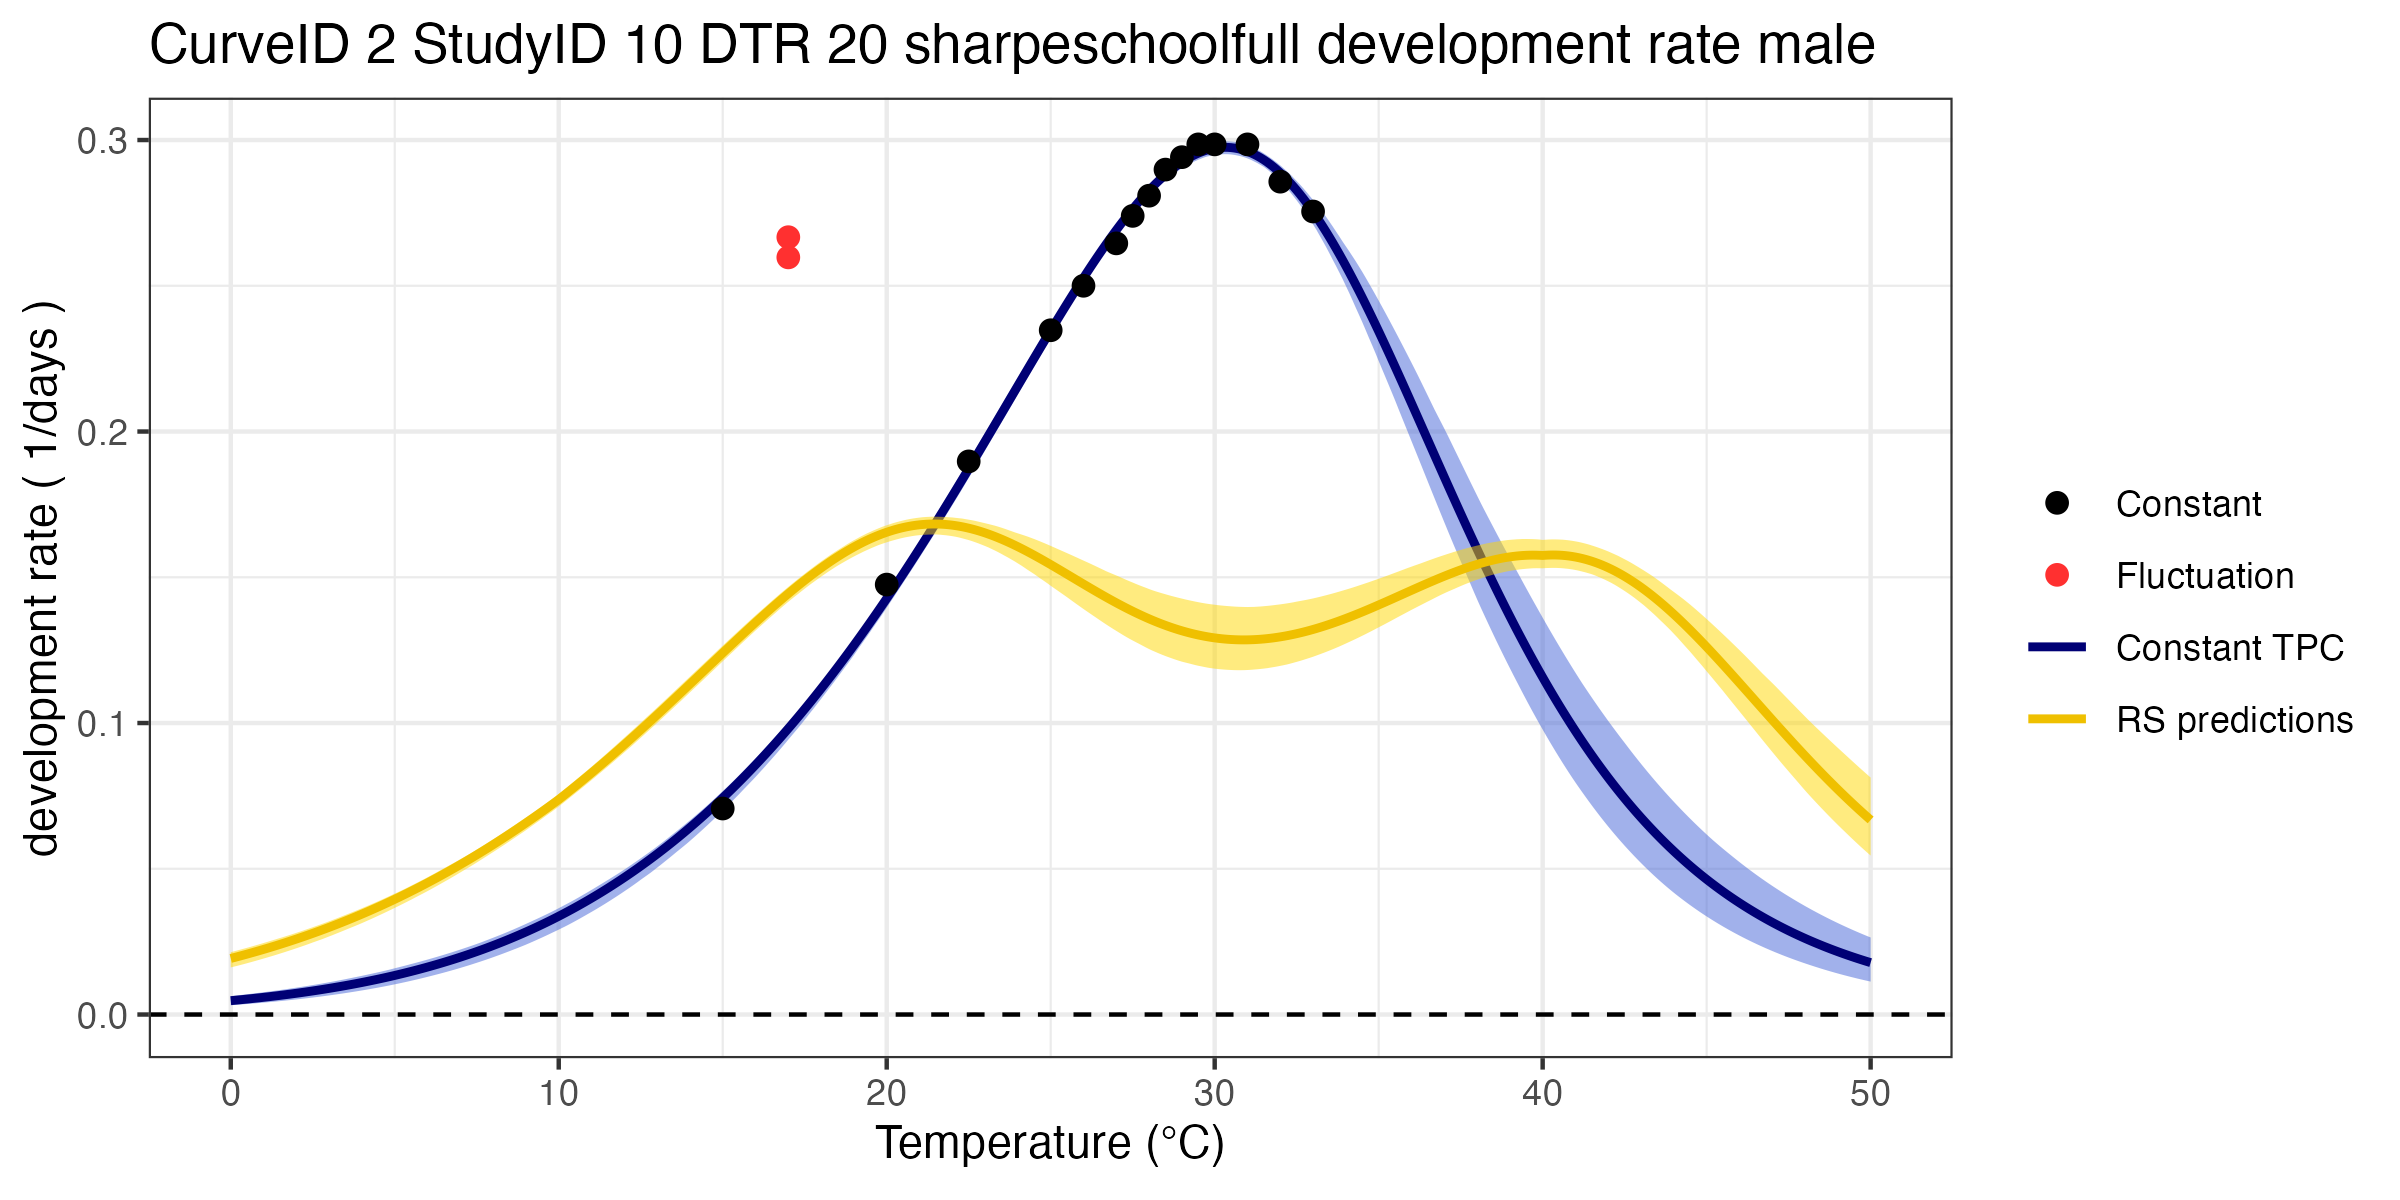 CurveID 2 StudyID 10 DTR 20 sharpeschoolfull development rate male
development rate ( 1/days )
0.3
0.2
0.1
0.0
0 10 20 30 40 50
Temperature (°C)
Constant
Fluctuation
Constant TPC
RS predictions